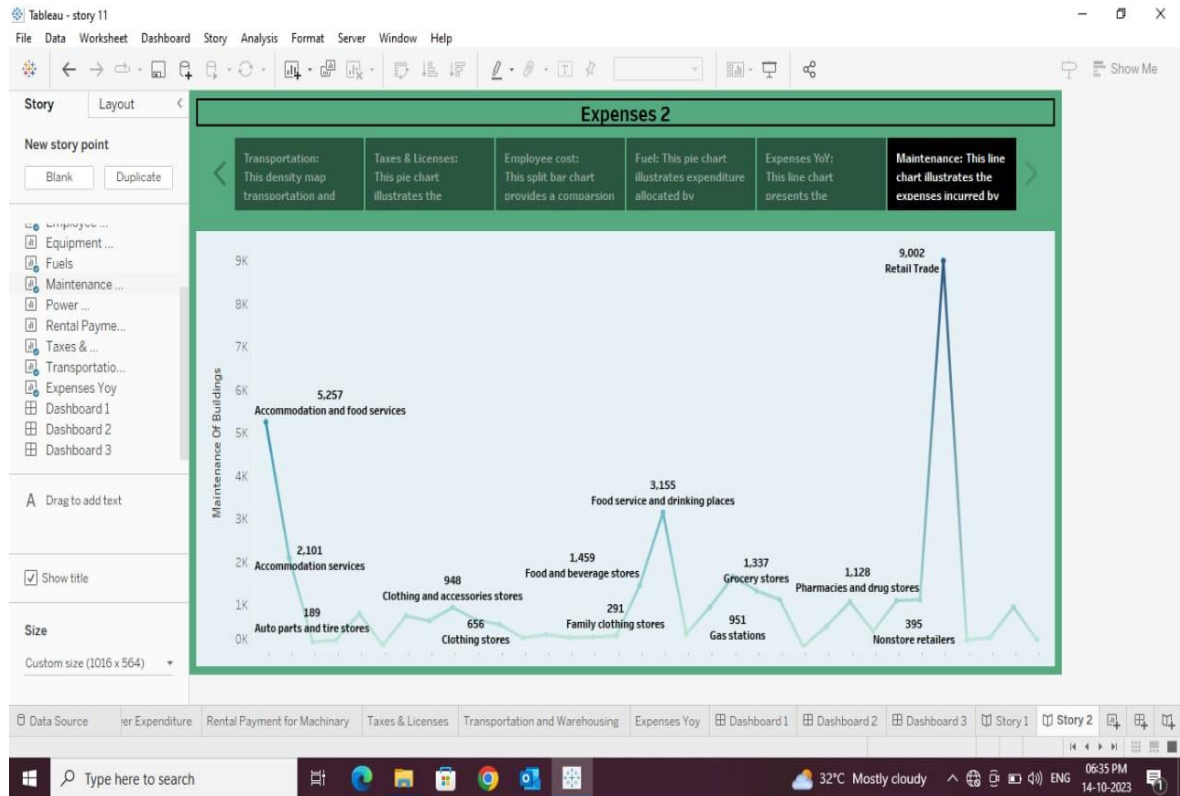 Tableau - story 11
File Data Worksheet Dashboard Story Analysis Format Server Window Help
Show Me
Story Layout
New story point
Blank Duplicate
Equipment ...
Fuels
Maintenance ...
Power ...
Rental Payme...
Taxes & ...
Transportatio...
Expenses Yoy
Dashboard 1
Dashboard 2
Dashboard 3
A Drag to add text
Show title
Size
Custom size (1016 x 564)
Expenses 2
Transportation:
This density map
transportation and
Taxes & Licenses:
This pie chart
illustrates the
Employee cost:
This split bar chart
provides a comparsion
Fuel: This pie chart
illustrates expenditure
allocated by
Expenses YoY:
This line chart
presents the
Maintenance: This line
chart illustrates the
expenses incurred by
Maintenance Of Buildings
9K
8K
7K
6K
5K
4K
3K
2K
1K
0K
5,257
Accommodation and food services
2,101
Accommodation services
189
Auto parts and tire stores
948
Clothing and accessories stores
656
Clothing stores
1,459
Food and beverage stores
291
Family clothing stores
3,155
Food service and drinking places
951
Gas stations
1,337
Grocery stores
1,128
Pharmacies and drug stores
395
Nonstore retailers
9,002
Retail Trade
Data Source er Expenditure Rental Payment for Machinery Taxes & Licenses Transportation and Warehousing Expenses Yoy Dashboard 1 Dashboard 2 Dashboard 3 Story 1 Story 2
Type here to search
32°C Mostly cloudy ENG
06:35 PM
14-10-2023